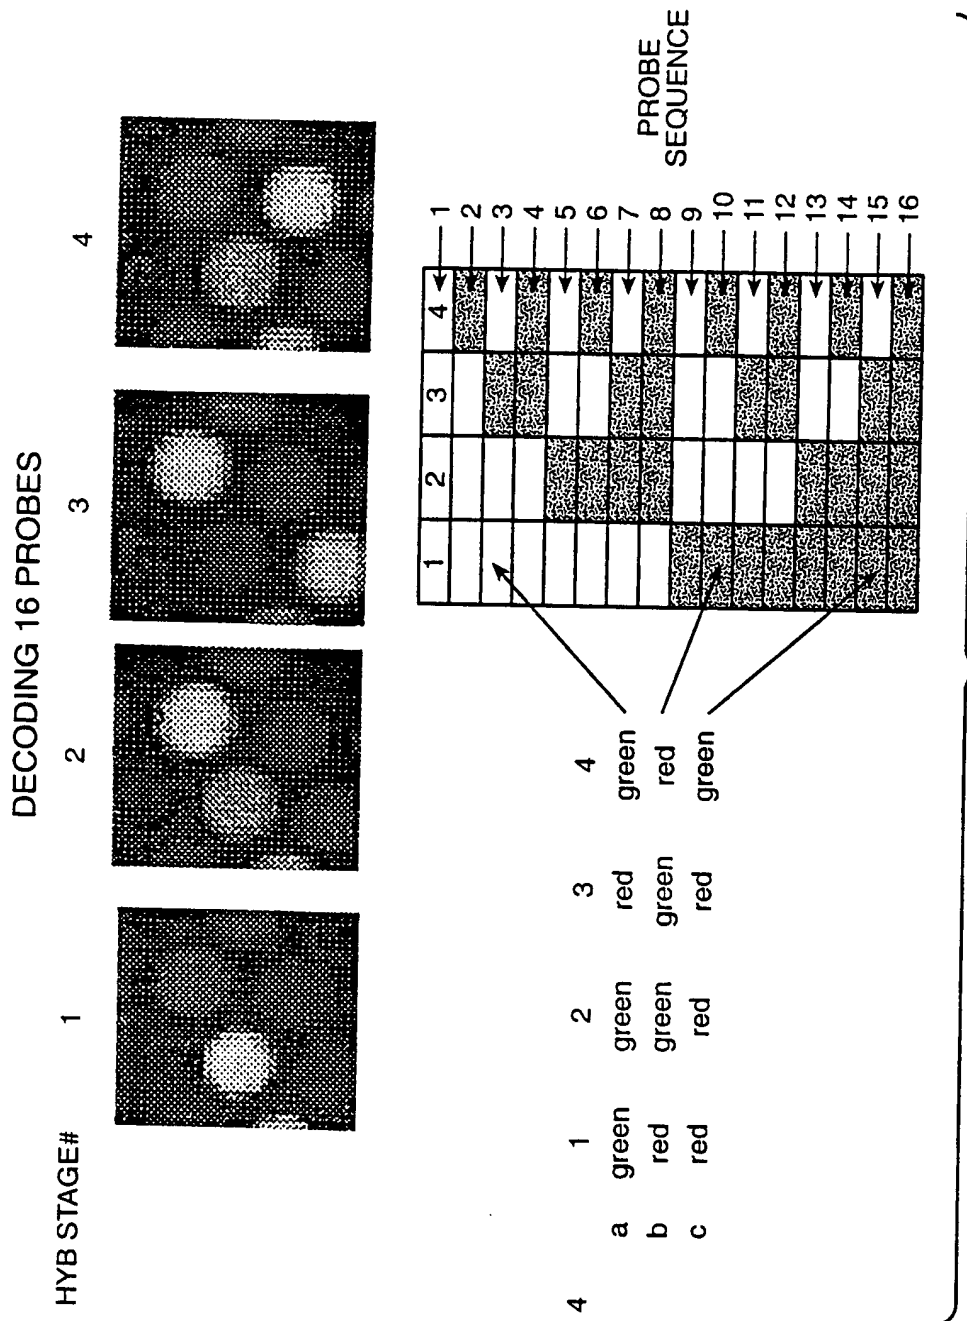 DECODING 16 PROBES
HYB STAGE# 1 2 3 4
1 2 3 4
a green green red green
b red green green red
c red red red green
4
1 2 3 4
1
2
3
4
5
6
7
8
9
10
11
12
13
14
15
16
PROBE
SEQUENCE